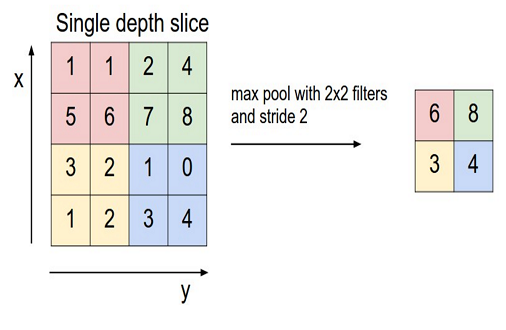 Single depth slice
x
1 1 2 4
5 6 7 8
3 2 1 0
1 2 3 4
y
max pool with 2x2 filters
and stride 2
6 8
3 4